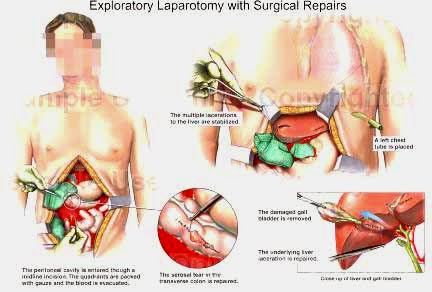 Exploratory Laparotomy with Surgical Repairs
The multiple lacerations
to the liver are stabilized.
A left chest
tube is placed
The peritoneal cavity is entered though a
midline incision. The quadrants are packed
with gauze and the blood is evacuated.
The serosal tear in the
transverse colon is repaired.
The damaged gall
bladder is removed
The underlying liver
laceration is repaired.
Close up of liver and gall bladder